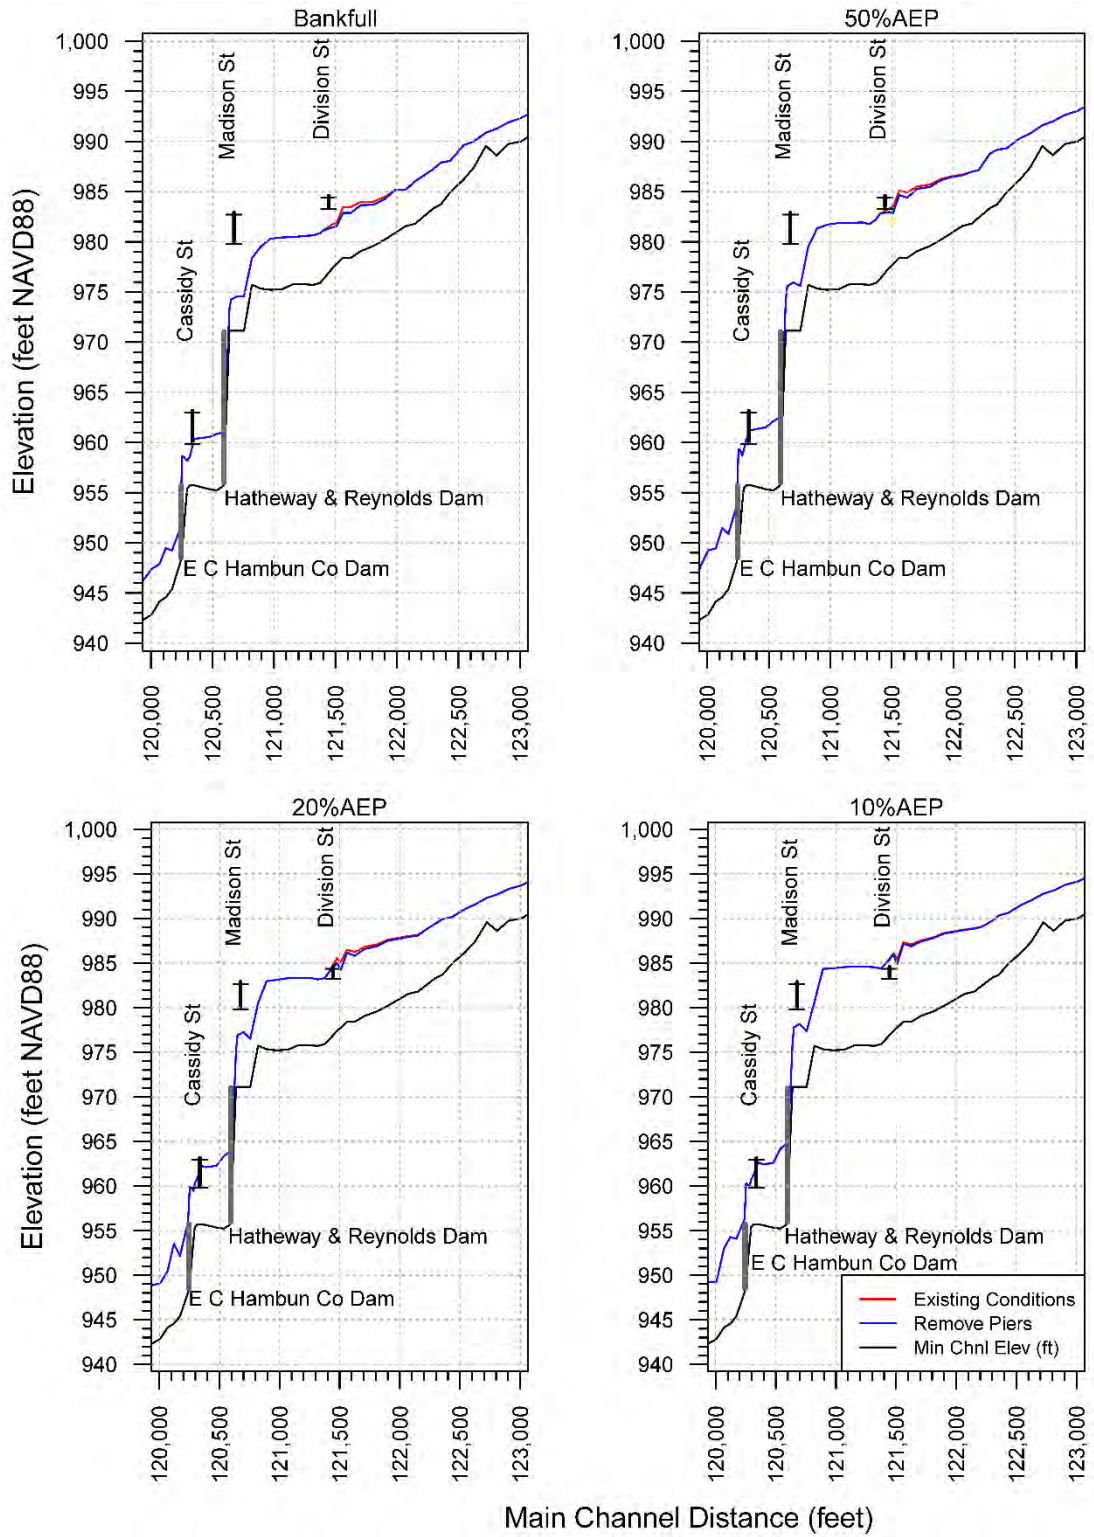 Bankfull
50%AEP
1,000
995
990
985
980
975
970
965
960
955
950
945
940
Madison St
Division St
Cassidy St
Hatheway & Reynolds Dam
E C Hambun Co Dam
120,000
120,500
121,000
121,500
122,000
122,500
123,000
1,000
995
990
985
980
975
970
965
960
955
950
945
940
Madison St
Division St
Cassidy St
Hatheway & Reynolds Dam
E C Hambun Co Dam
120,000
120,500
121,000
121,500
122,000
122,500
123,000
Elevation (feet NAVD88)
20%AEP
10%AEP
1,000
995
990
985
980
975
970
965
960
955
950
945
940
Madison St
Division St
Cassidy St
Hatheway & Reynolds Dam
E C Hambun Co Dam
120,000
120,500
121,000
121,500
122,000
122,500
123,000
1,000
995
990
985
980
975
970
965
960
955
950
945
940
Madison St
Division St
Cassidy St
Hatheway & Reynolds Dam
E C Hambun Co Dam
Existing Conditions
Remove Piers
Min Chnl Elev (ft)
120,000
120,500
121,000
121,500
122,000
122,500
123,000
Elevation (feet NAVD88)
Main Channel Distance (feet)